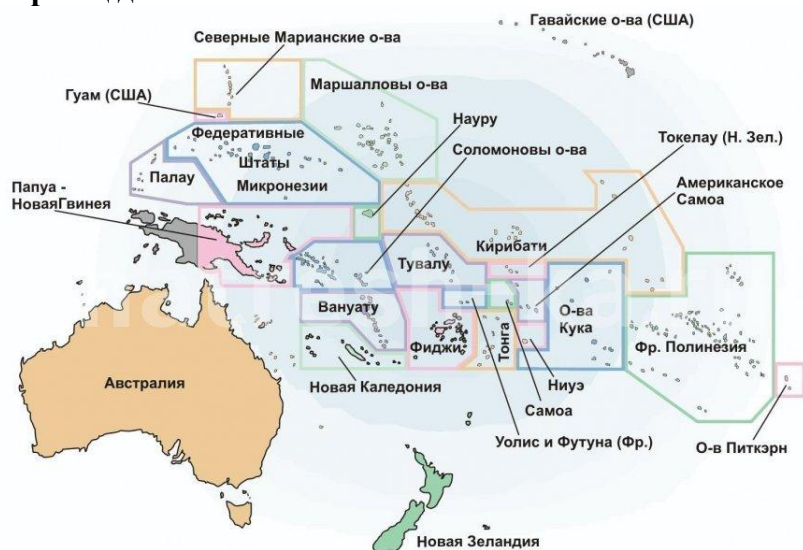 Гавайские о-ва (США)
Северные Марианские о-ва
Маршалловы о-ва
Гуам (США)
Науру
Федеративные
Штаты
Микронезии
Соломоновы о-ва
Токелау (Н. Зел.)
Палау
Американское
Самоа
Папуа -
НоваяГвинея
Кирибати
Тувалу
Вануату
О-ва
Кука
Фиджи
Тонга
Фр. Полинезия
Австралия
Новая Каледония
Ниуэ
Самоа
Уолис и Футуна (Фр.)
О-в Питкэрн
Новая Зеландия